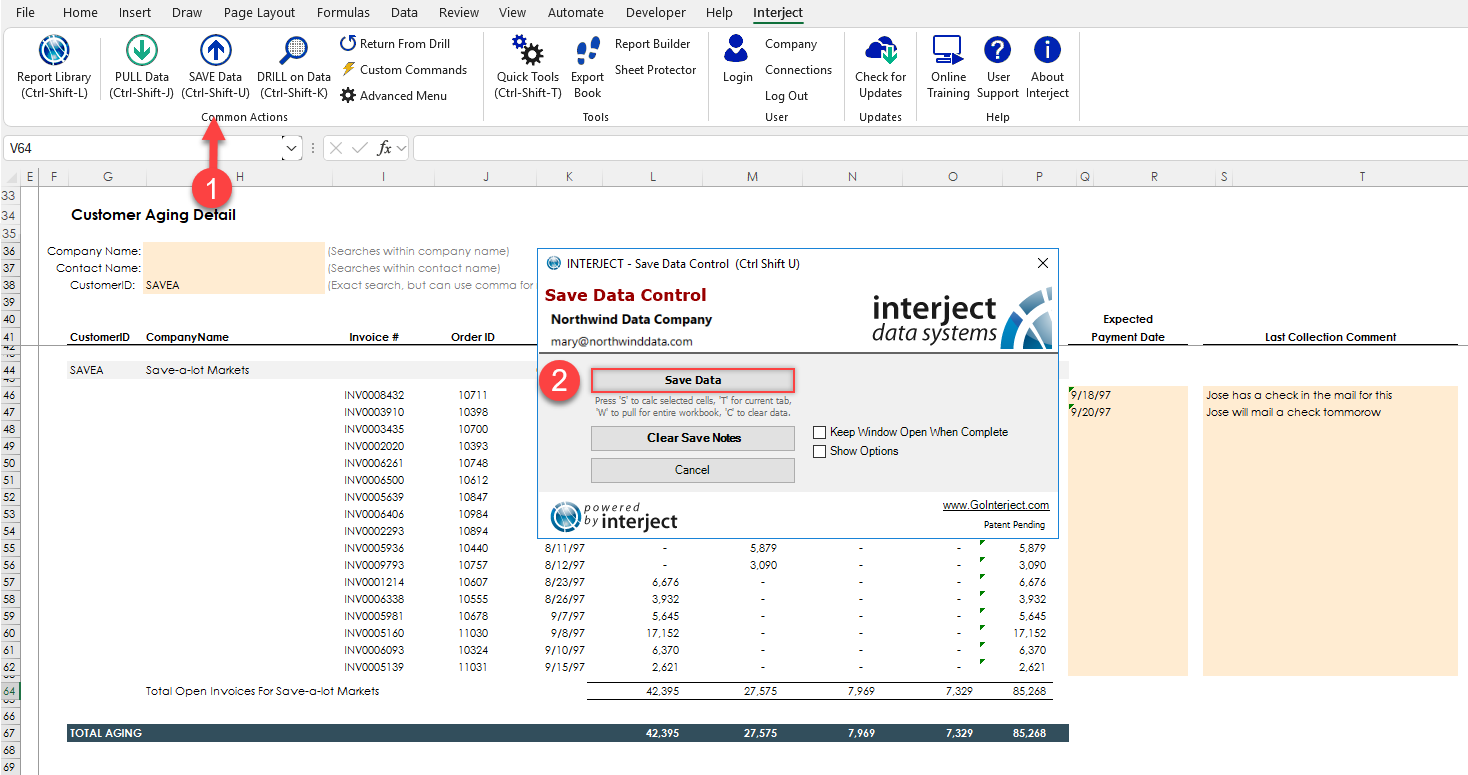 File Home Insert Draw Page Layout Formulas Data Review View Automate Developer Help Interject
Report Library (Ctrl-Shift-L)
PULL Data (Ctrl-Shift-J)
SAVE Data (Ctrl-Shift-U)
DRILL on Data (Ctrl-Shift-K)
Return From Drill
Custom Commands
Advanced Menu
Common Actions
Quick Tools (Ctrl-Shift-T)
Export Book
Report Builder
Sheet Protector
Tools
Login
Company
Connections
Log Out
User
Check for Updates
Updates
Online Training
User Support
About Interject
Help
V64
fx
E F G H I J K L M N O P Q R S T
1
33
34 Customer Aging Detail
35
36 Company Name: (Searches within company name)
37 Contact Name: (Searches within contact name)
38 CustomerID: SAVEA (Exact search, but can use comma for
39
40 Expected
41 CustomerID CompanyName Invoice # Order ID Payment Date Last Collection Comment
44 SAVEA Save-a-lot Markets
46 INV0008432 10711 9/18/97 Jose has a check in the mail for this
47 INV0003910 10398 9/20/97 Jose will mail a check tommorow
48 INV0003435 10700
49 INV0002020 10393
50 INV0006261 10748
51 INV0006500 10612
52 INV0005639 10847
53 INV0006406 10984
54 INV0002293 10894
55 INV0005936 10440 8/11/97 - 5,879 - - 5,879
56 INV0009793 10757 8/12/97 - 3,090 - - 3,090
57 INV0001214 10607 8/23/97 6,676 - - - 6,676
58 INV0006338 10555 8/26/97 3,932 - - - 3,932
59 INV0005981 10678 9/7/97 5,645 - - - 5,645
60 INV0005160 11030 9/8/97 17,152 - - - 17,152
61 INV0006093 10324 9/10/97 6,370 - - - 6,370
62 INV0005139 11031 9/15/97 2,621 - - - 2,621
64 Total Open Invoices For Save-a-lot Markets 42,395 27,575 7,969 7,329 85,268
66
67 TOTAL AGING 42,395 27,575 7,969 7,329 85,268
68
69
INTERJECT - Save Data Control (Ctrl Shift U)
Save Data Control
Northwind Data Company
mary@northwinddata.com
interject
data systems
2
Save Data
Press 'S' to calc selected cells, 'T' for current tab,
'W' to pull for entire workbook, 'C' to clear data.
Clear Save Notes
Cancel
Keep Window Open When Complete
Show Options
powered
by interject
www.GoInterject.com
Patent Pending